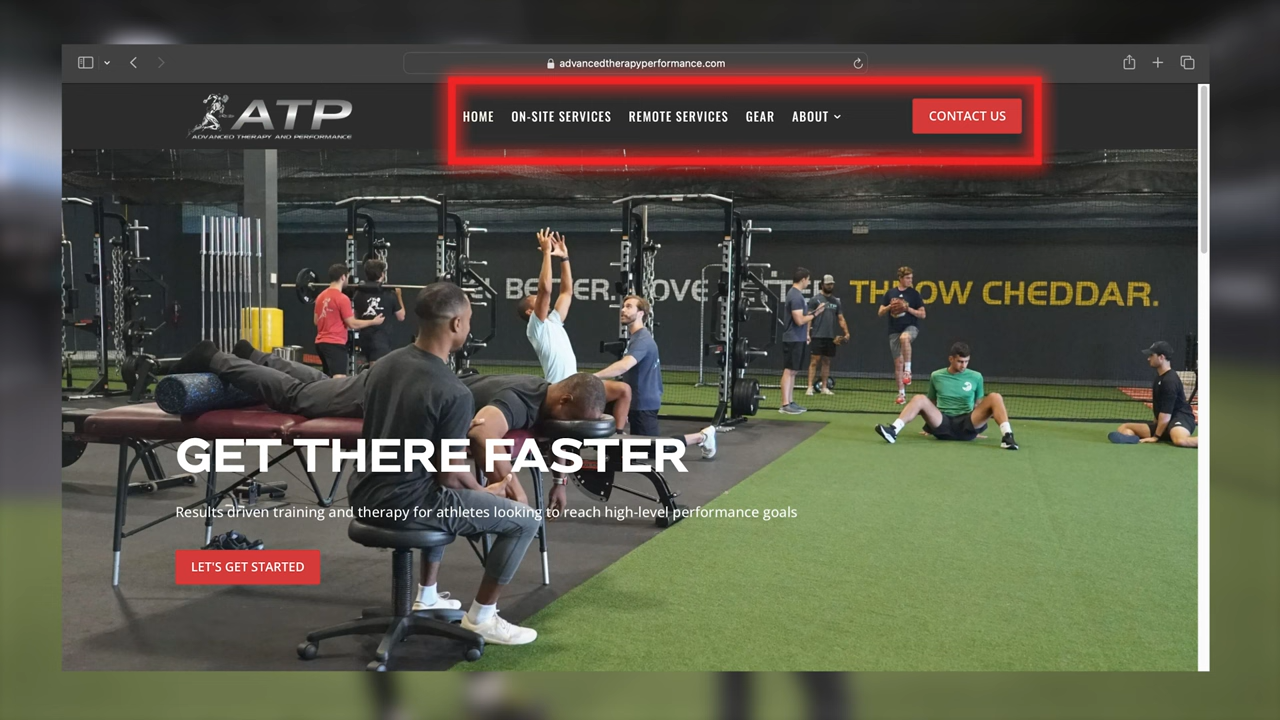 advancedtherapyperformance.com
ATP
ADVANCED THERAPY AND PERFORMANCE
HOME ON-SITE SERVICES REMOTE SERVICES GEAR ABOUT
CONTACT US
BETTER. THROW CHEDDAR.
GET THERE FASTER
Results driven training and therapy for athletes looking to reach high-level performance goals
LET'S GET STARTED